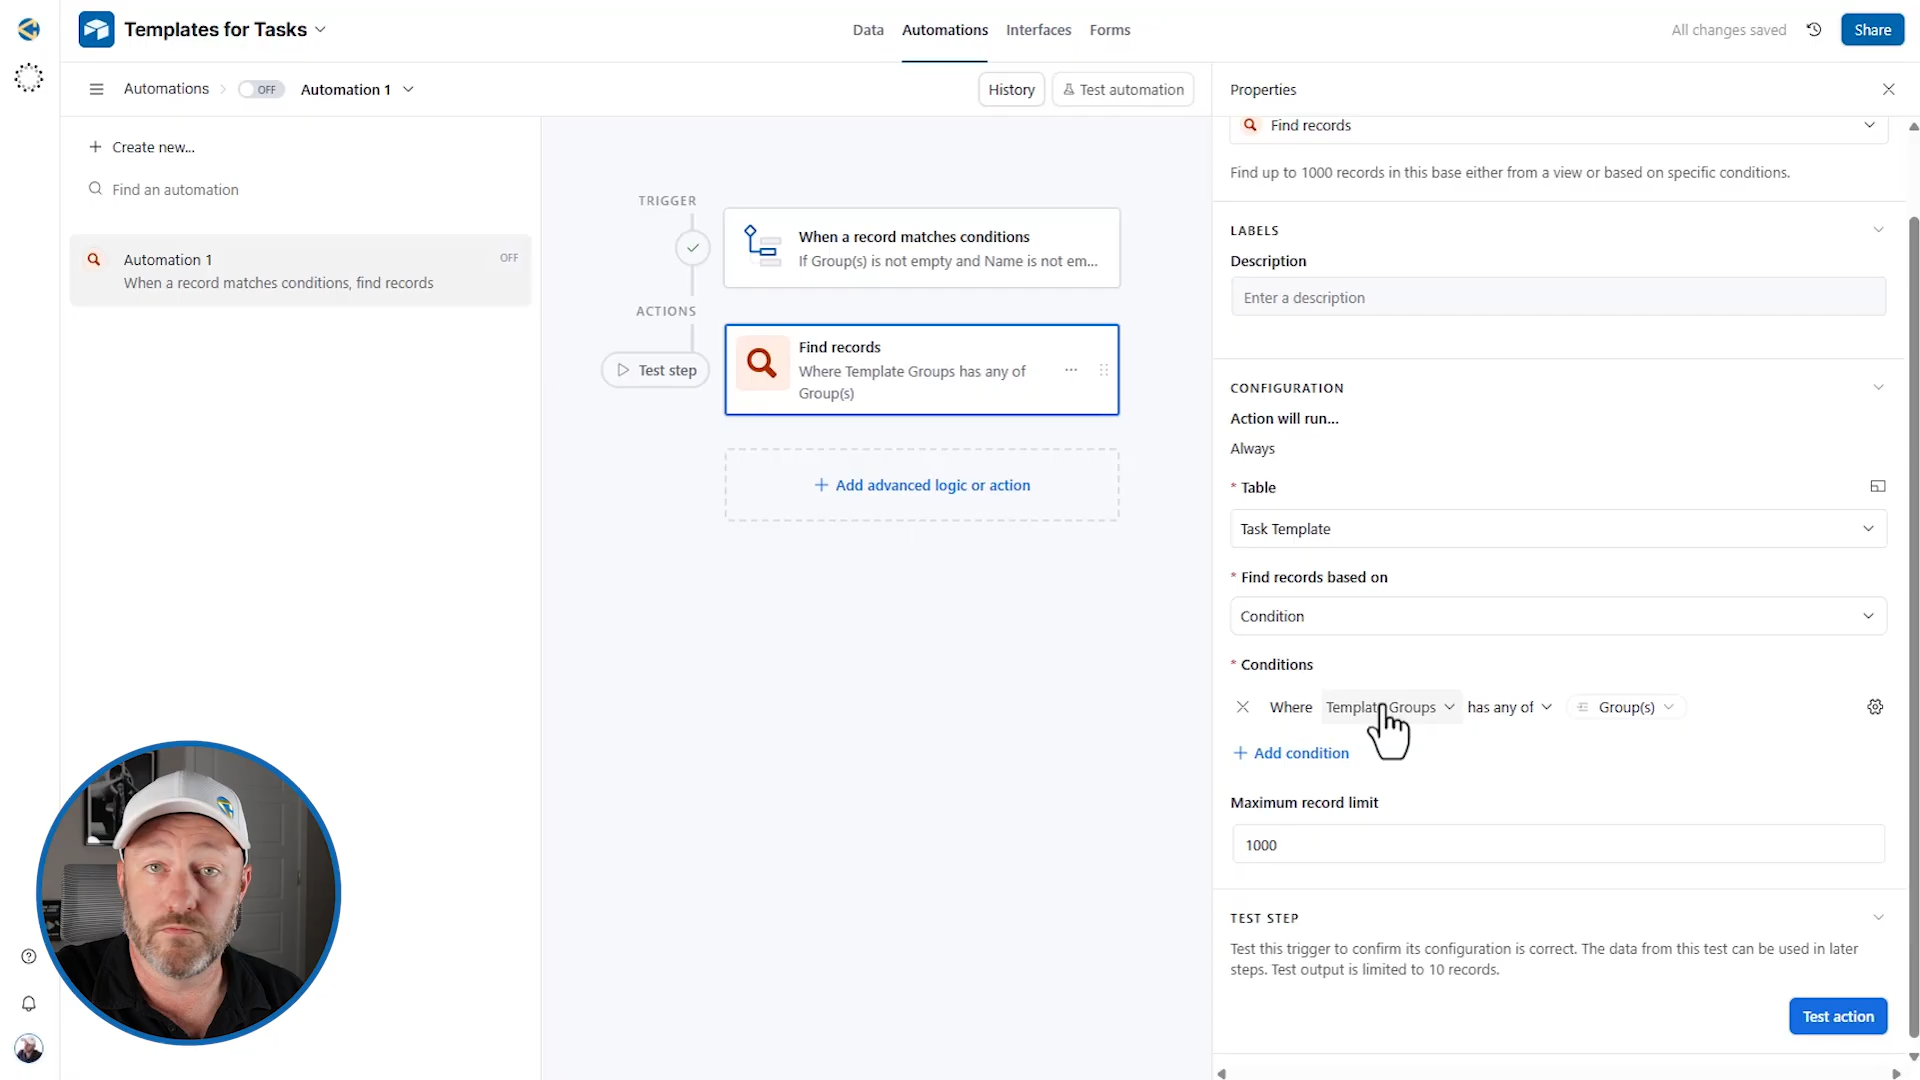 Templates for Tasks
Data
Automations
Interfaces
Forms
All changes saved
Share
Automations
OFF
Automation 1
History
Test automation
Properties
Create new...
Find an automation
Automation 1
OFF
When a record matches conditions, find records
TRIGGER
When a record matches conditions
If Group(s) is not empty and Name is not em...
ACTIONS
Test step
Find records
Where Template Groups has any of
Group(s)
Add advanced logic or action
Find records
Find up to 1000 records in this base either from a view or based on specific conditions.
LABELS
Description
Enter a description
CONFIGURATION
Action will run...
Always
* Table
Task Template
* Find records based on
Condition
* Conditions
Where Template Groups has any of Group(s)
Add condition
Maximum record limit
1000
TEST STEP
Test this trigger to confirm its configuration is correct. The data from this test can be used in later
steps. Test output is limited to 10 records.
Test action